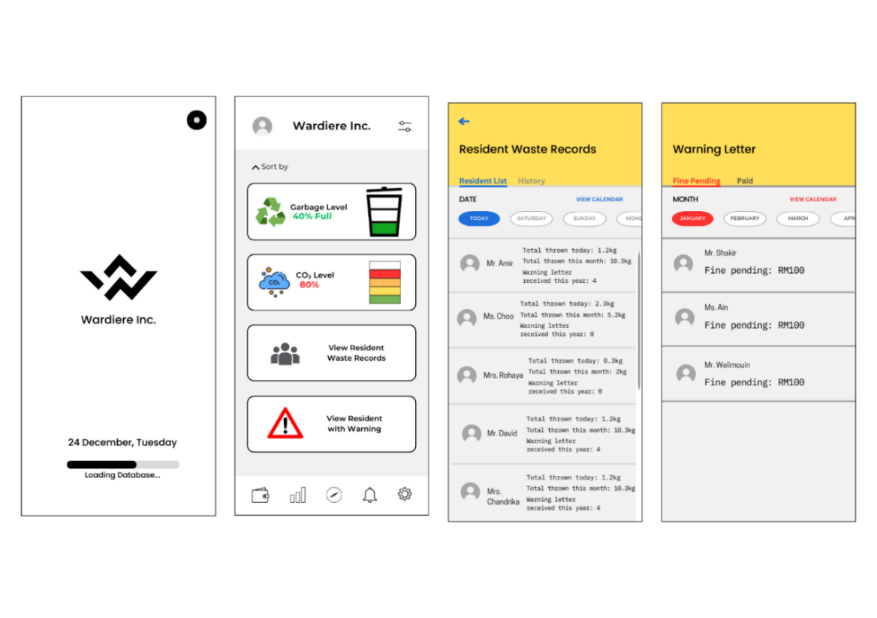 Wardiere Inc.
24 December, Tuesday
Loading Database...
Wardiere Inc.
Sort by
Garbage Level
40% Full
CO₂
CO₂ Level
80%
View Resident
Waste Records
View Resident
with Warning
Resident Waste Records
Resident List History
DATE VIEW CALENDAR
TODAY SATURDAY SUNDAY MOND
Mr. Amir
Total thrown today: 1.2kg
Total thrown this month: 10.3kg
Warning letter
received this year: 4
Ms. Choo
Total thrown today: 2.3kg
Total thrown this month: 5.2kg
Warning letter
received this year: 0
Mrs. Rohaya
Total thrown today: 0.3kg
Total thrown this month: 2kg
Warning letter
received this year: 0
Mr. David
Total thrown today: 1.2kg
Total thrown this month: 10.3kg
Warning letter
received this year: 4
Mrs.
Chandrika
Total thrown today: 1.2kg
Total thrown this month: 10.3kg
Warning letter
received this year: 4
Warning Letter
Fine Pending Paid
MONTH VIEW CALENDAR
JANUARY FEBRUARY MARCH APR
Mr. Shakir
Fine pending: RM100
Ms. Ain
Fine pending: RM100
Mr. Welimouin
Fine pending: RM100